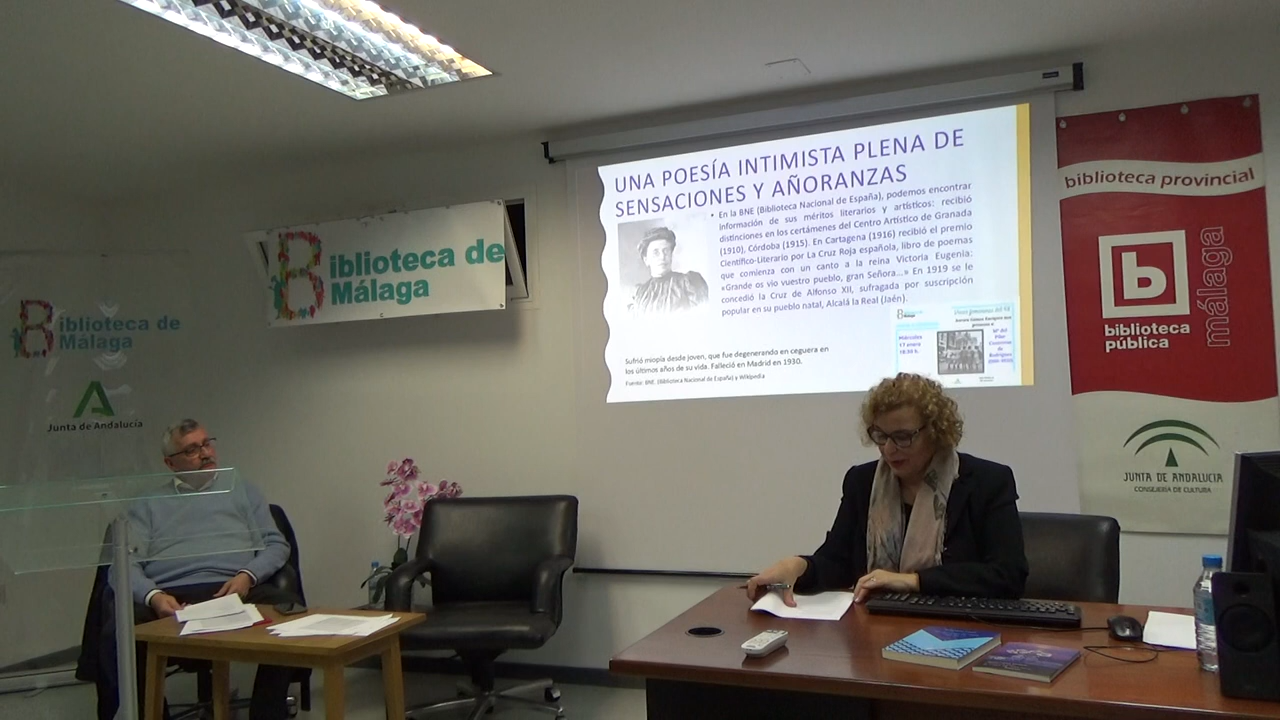 UNA POESÍA INTIMISTA PLENA DE
SENSACIONES Y AÑORANZAS
• En la BNE (Biblioteca Nacional de España), podemos encontrar
información de sus méritos literarios y artísticos: recibió
distinciones en los certámenes del Centro Artístico de Granada
(1910), Córdoba (1915). En Cartagena (1916) recibió el premio
Científico-Literario por La Cruz Roja española, libro de poemas
que comienza con un canto a la reina Victoria Eugenia:
«Grande os vio vuestro pueblo, gran Señora...» En 1919 se le
concedió la Cruz de Alfonso XII, sufragada por suscripción
popular en su pueblo natal, Alcalá la Real (Jaén).
Sufrió miopía desde joven, que fue degenerando en ceguera en
los últimos años de su vida. Falleció en Madrid en 1930.
Fuente: BNE. (Biblioteca Nacional de España) y Wikipedia
Miércoles
17 enero
18:30 h.
Biblioteca de
Málaga
Biblioteca de
Málaga
Junta de Andalucía
biblioteca provincial
b
málaga
biblioteca
pública
JUNTA DE ANDALUCIA
CONSEJERÍA DE CULTURA